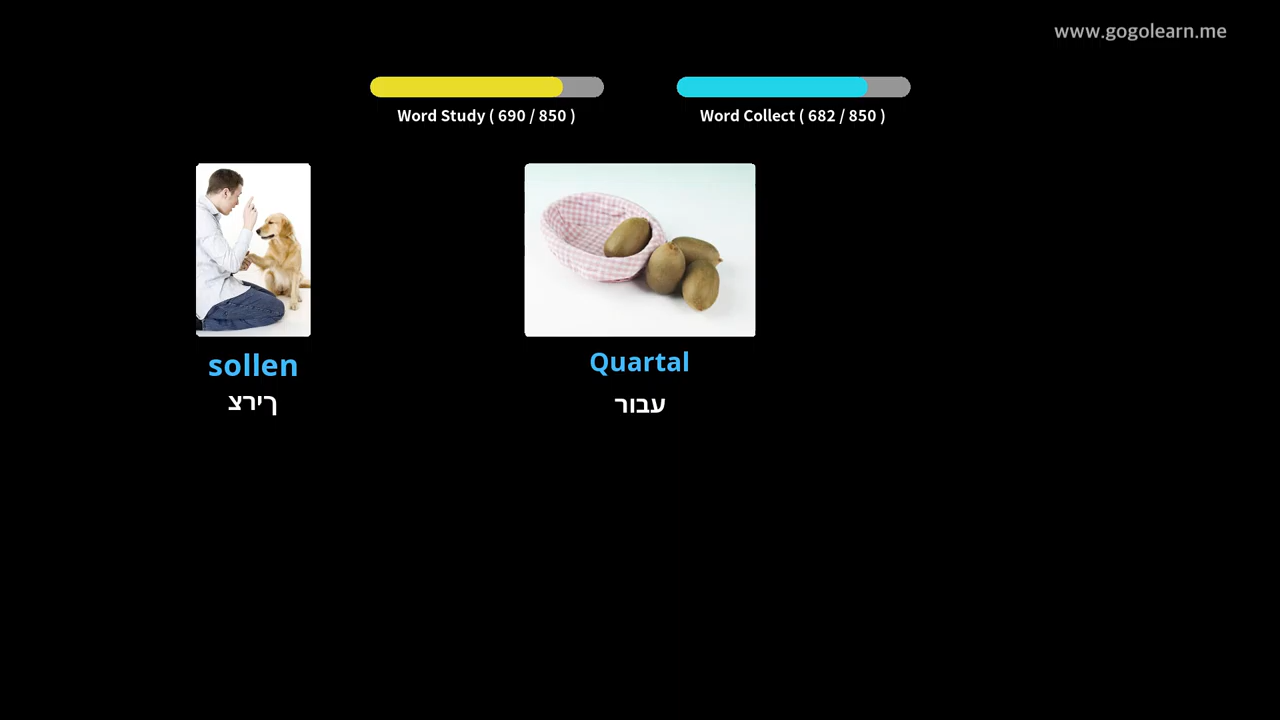 www.gogolearn.me
Word Study ( 690 / 850 )
Word Collect ( 682 / 850 )
sollen
ךירצ
Quartal
עבור